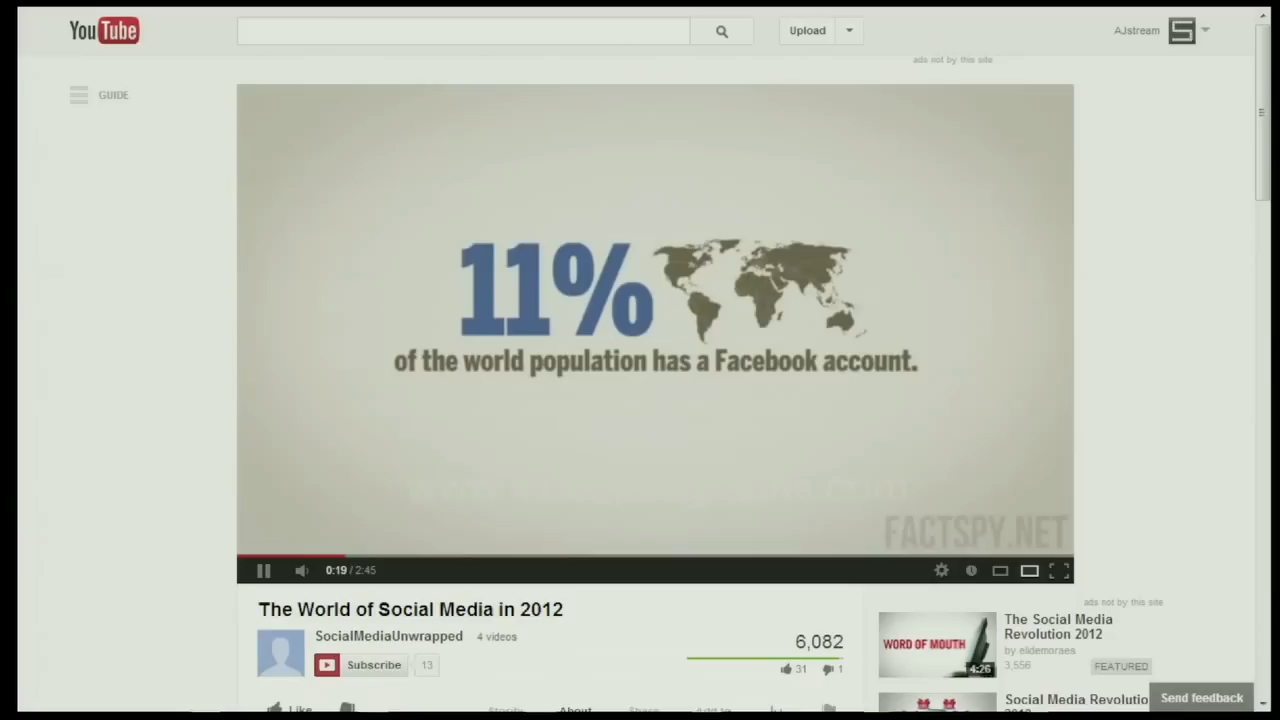 YouTube
Upload
AJstream
ads not by this site
GUIDE
11%
of the world population has a Facebook account.
FACTSPY.NET
0:19 / 2:45
The World of Social Media in 2012
SocialMediaUnwrapped 4 videos
Subscribe 13
6,082
31 1
ads not by this site
WORD OF MOUTH
4:26
The Social Media
Revolution 2012
by elidemoraes
3,556
FEATURED
Social Media Revolutio
Send feedback
Like
About